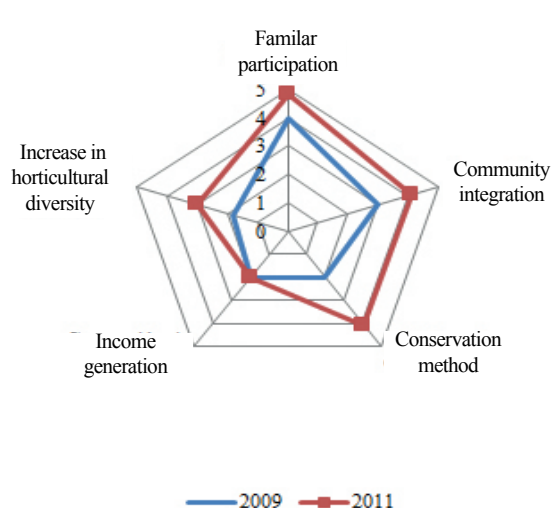 Familar
participation
5
4
3
2
1
0
Increase in
horticultural
diversity
Community
integration
Income
generation
Conservation
method
2009
2011